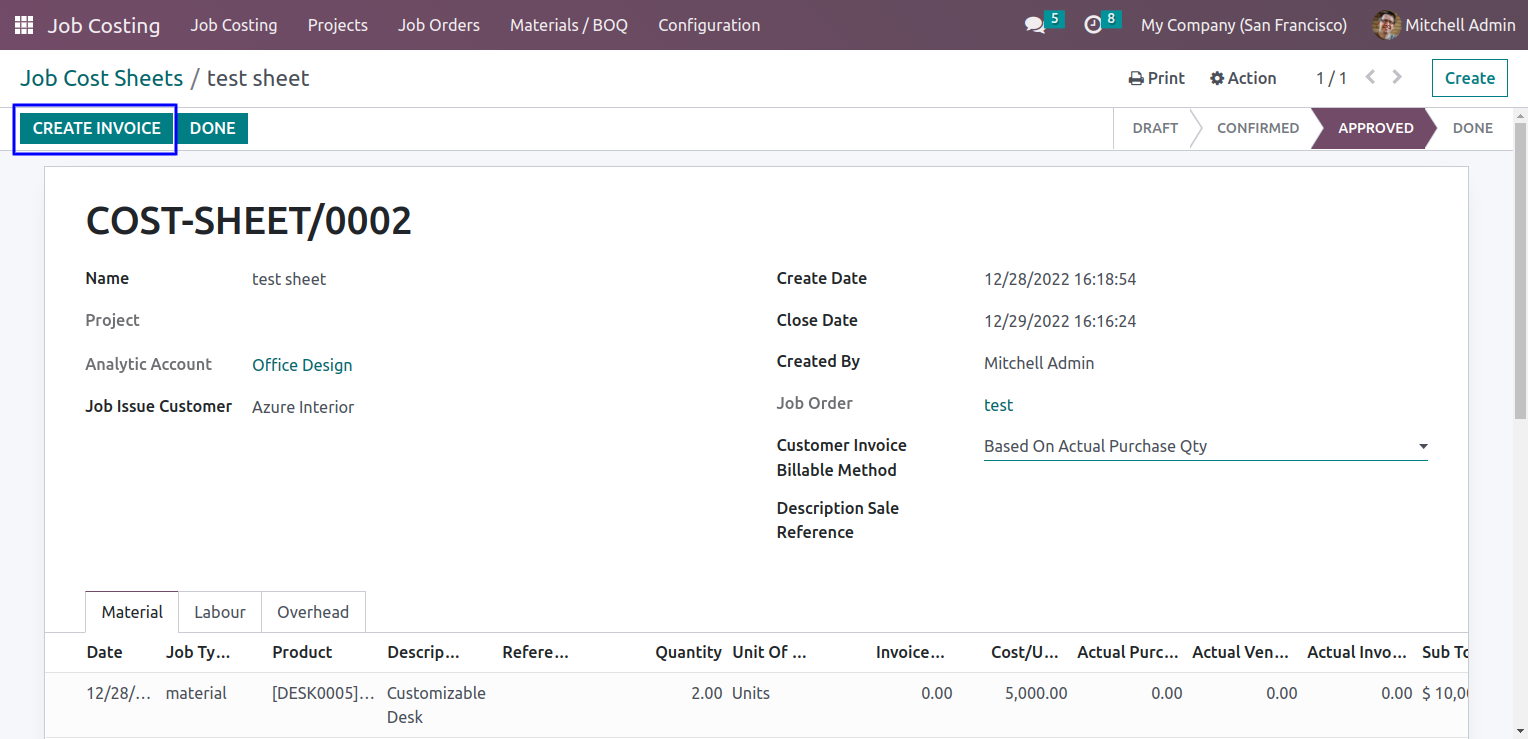 Job Costing Job Costing Projects Job Orders Materials / BOQ Configuration 5 8 My Company (San Francisco) Mitchell Admin
Job Cost Sheets / test sheet Print Action 1 / 1 Create
CREATE INVOICE DONE DRAFT CONFIRMED APPROVED DONE
COST-SHEET/0002
Name test sheet Create Date 12/28/2022 16:18:54
Project Close Date 12/29/2022 16:16:24
Analytic Account Office Design Created By Mitchell Admin
Job Issue Customer Azure Interior Job Order test
Customer Invoice Based On Actual Purchase Qty
Billable Method
Description Sale
Reference
Material Labour Overhead
Date Job Ty... Product Descrip... Refere... Quantity Unit Of ... Invoice... Cost/U... Actual Purc... Actual Ven... Actual Invo... Sub To
12/28/... material [DESK0005]... Customizable 2.00 Units 0.00 5,000.00 0.00 0.00 0.00 $ 10,00
Desk